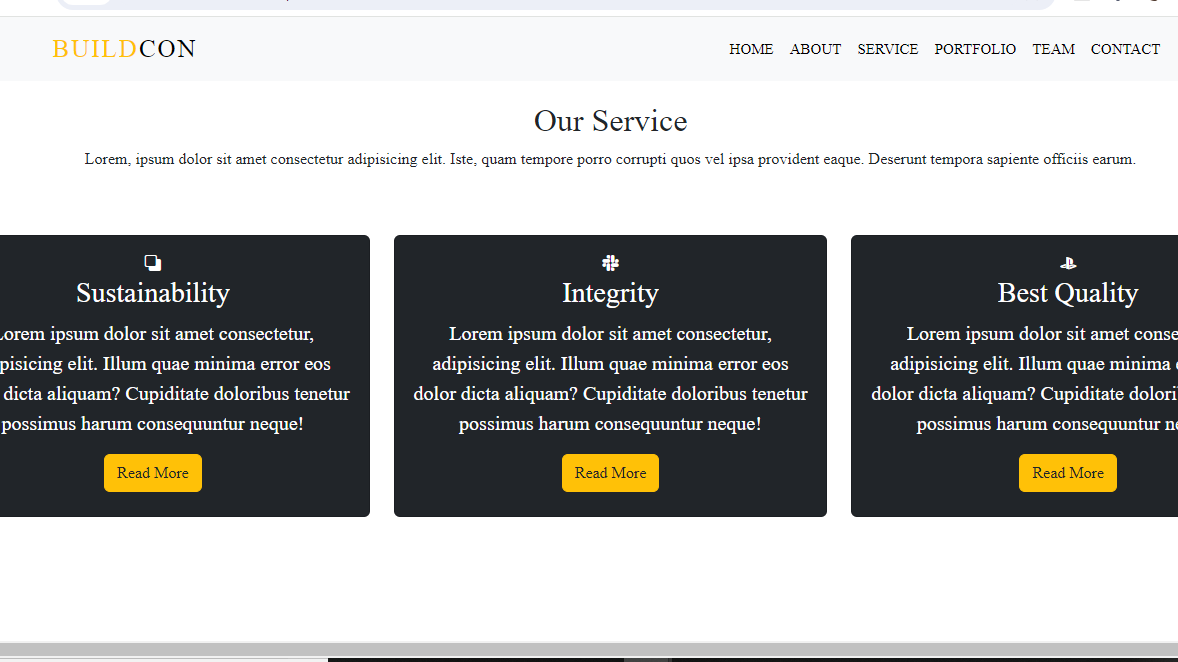 BUILDCON
HOME ABOUT SERVICE PORTFOLIO TEAM CONTACT
Our Service
Lorem, ipsum dolor sit amet consectetur adipisicing elit. Iste, quam tempore porro corrupti quos vel ipsa provident eaque. Deserunt tempora sapiente officiis earum.
Sustainability
orem ipsum dolor sit amet consectetur,
pisicing elit. Illum quae minima error eos
dicta aliquam? Cupiditate doloribus tenetur
possimus harum consequuntur neque!
Read More
Integrity
Lorem ipsum dolor sit amet consectetur,
adipisicing elit. Illum quae minima error eos
dolor dicta aliquam? Cupiditate doloribus tenetur
possimus harum consequuntur neque!
Read More
Best Quality
Lorem ipsum dolor sit amet conse
adipisicing elit. Illum quae minima
dolor dicta aliquam? Cupiditate dolori
possimus harum consequuntur ne
Read More